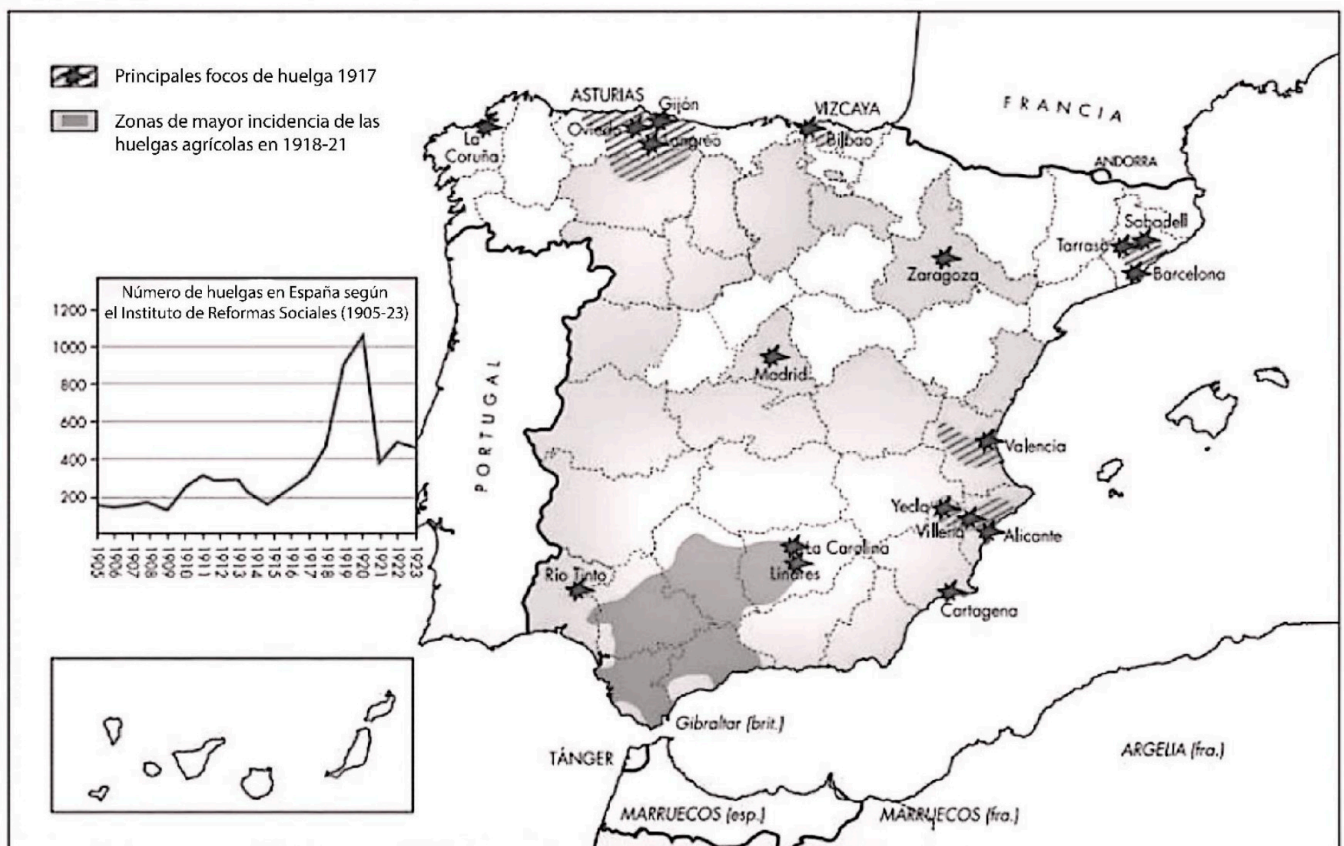 Principales focos de huelga 1917
Zonas de mayor incidencia de las
huelgas agrícolas en 1918-21
ASTURIAS
Gijón
Oviedo
Langreo
La
Coruña
VIZCAYA
Bilbao
FRANCIA
ANDORRA
Sabadell
Tarrasa
Barcelona
Zaragoza
Madrid
PORTUGAL
Valencia
Yecla
Villena
Alicante
La Carolina
Linares
Río Tinto
Cartagena
Número de huelgas en España según
el Instituto de Reformas Sociales (1905-23)
1200
1000
800
600
400
200
1905
1906
1907
1908
1909
1910
1911
1912
1913
1914
1915
1916
1917
1918
1919
1920
1921
1922
1923
Gibraltar (brit.)
TÁNGER
ARGELIA (fra.)
MARRUECOS (esp.)
MARRUECOS (fra.)